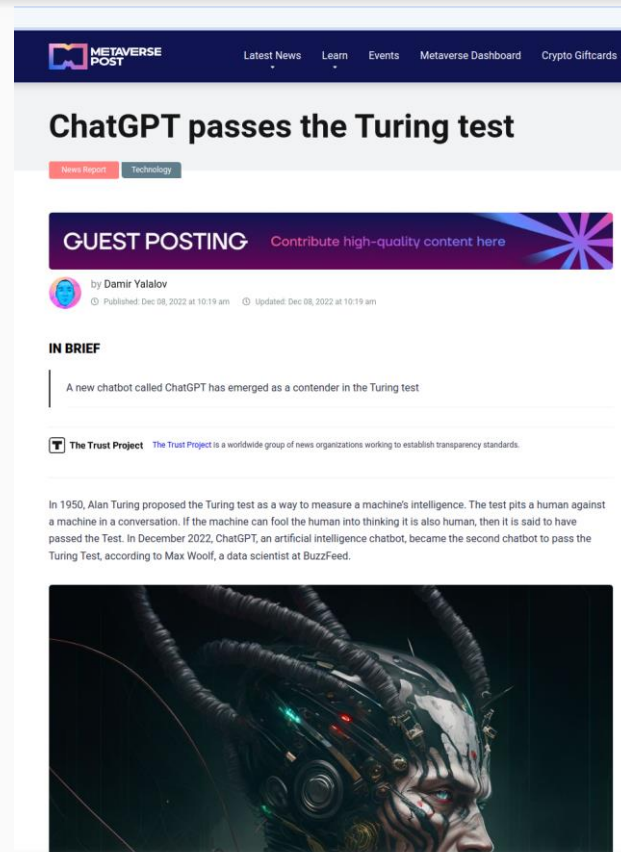 METAVERSE
POST
Latest News Learn Events Metaverse Dashboard Crypto Giftcards
ChatGPT passes the Turing test
News Report Technology
GUEST POSTING Contribute high-quality content here
by Damir Yalalov
Published: Dec 08, 2022 at 10:19 am Updated: Dec 08, 2022 at 10:19 am
IN BRIEF
A new chatbot called ChatGPT has emerged as a contender in the Turing test
T The Trust Project The Trust Project is a worldwide group of news organizations working to establish transparency standards.
In 1950, Alan Turing proposed the Turing test as a way to measure a machine's intelligence. The test pits a human against
a machine in a conversation. If the machine can fool the human into thinking it is also human, then it is said to have
passed the Test. In December 2022, ChatGPT, an artificial intelligence chatbot, became the second chatbot to pass the
Turing Test, according to Max Woolf, a data scientist at BuzzFeed.